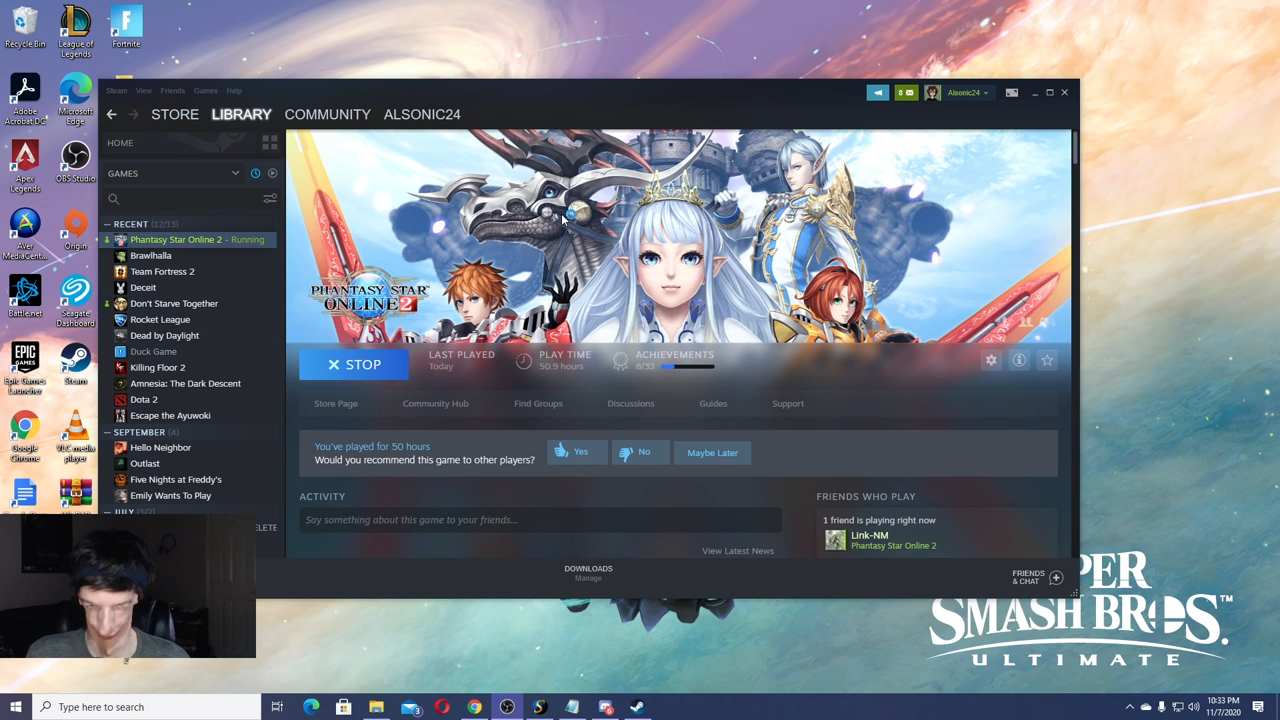 Recycle Bin
League of Legends
Fortnite
Adobe Acrobat DC
Microsoft Edge
Apex Legends
OBS Studio
AVer MediaCent...
Origin
Battle.net
Seagate Dashboard
Epic Games Launcher
Steam
Google Chrome
VLC media player
Steam View Friends Games Help
8
Alsonic24
STORE LIBRARY COMMUNITY ALSONIC24
HOME
GAMES
RECENT (12/13)
Phantasy Star Online 2 - Running
Brawlhalla
Team Fortress 2
Deceit
Don't Starve Together
Rocket League
Dead by Daylight
Duck Game
Killing Floor 2
Amnesia: The Dark Descent
Dota 2
Escape the Ayuwoki
SEPTEMBER (4)
Hello Neighbor
Outlast
Five Nights at Freddy's
Emily Wants To Play
PHANTASY STAR
ONLINE 2
STOP
LAST PLAYED
Today
PLAY TIME
50.9 hours
ACHIEVEMENTS
8/33
Store Page Community Hub Find Groups Discussions Guides Support
You've played for 50 hours
Would you recommend this game to other players?
Yes
No
Maybe Later
ACTIVITY
Say something about this game to your friends...
View Latest News
FRIENDS WHO PLAY
1 friend is playing right now
Link-NM
Phantasy Star Online 2
DOWNLOADS
Manage
FRIENDS
& CHAT
SMASH BROS.™
ULTIMATE
Type here to search
3
10:33 PM
11/7/2020